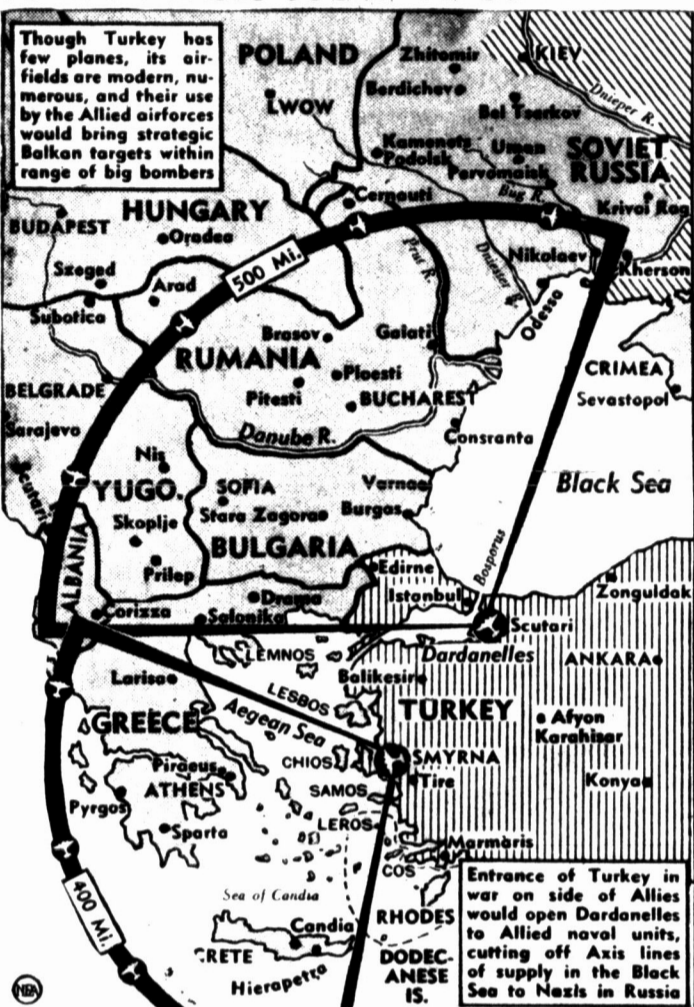 Though Turkey has
few planes, its air-
fields are modern, nu-
merous, and their use
by the Allied airforces
would bring strategic
Balkan targets within
range of big bombers
POLAND
Zhitomir
KIEV
Berdichev
Dnieper R.
LWOW
Bel Tserkov
Kamenets
Podolsk
Uman
SOVIET
RUSSIA
Pervomaisk
Bug R.
Cernauti
Krivoi Rog
HUNGARY
BUDAPEST
Oradea
500 Mi.
Prut R.
Dniester R.
Nikolaev
Kherson
Szeged
Arad
Subotica
Odessa
Brasov
Galati
RUMANIA
CRIMEA
Ploesti
BELGRADE
Pitesti
BUCHAREST
Sevastopol
Sarajevo
Danube R.
Consranta
Nis
Black Sea
YUGO.
SOFIA
Varna
Scutari
Stara Zagora
Burgas
Skoplje
BULGARIA
Prilep
Edirne
Bosporus
ALBANIA
Drama
Istanbul
Zonguldak
Corizza
Salonika
Scutari
LEMNOS
Dardanelles
ANKARA
Larisa
Balikesir
LESBOS
TURKEY
GREECE
Aegean Sea
Afyon
Karahisar
CHIOS
SMYRNA
Piraeus
Tire
Konya
ATHENS
SAMOS
Pyrgos
LEROS
Sparta
Marmaris
COS
400 Mi.
Sea of Candia
RHODES
Candia
CRETE
DODEC-
ANESE
IS.
Hierapetra
Entrance of Turkey in
war on side of Allies
would open Dardanelles
to Allied naval units,
cutting off Axis lines
of supply in the Black
Sea to Nazis in Russia
NEA